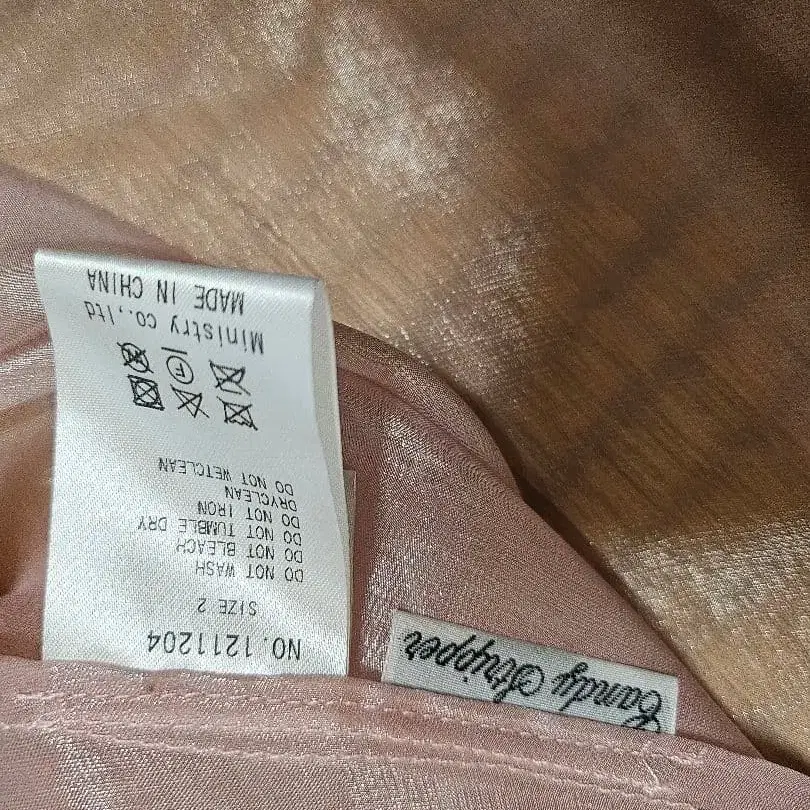 NO.1211204
SIZE 2
DO NOT WASH
DO NOT BLEACH
DO NOT TUMBLE DRY
DO NOT IRON
DRYCLEAN
DO NOT WETCLEAN
F
Ministry co.,ltd
MADE IN CHINA
Candy Stripper